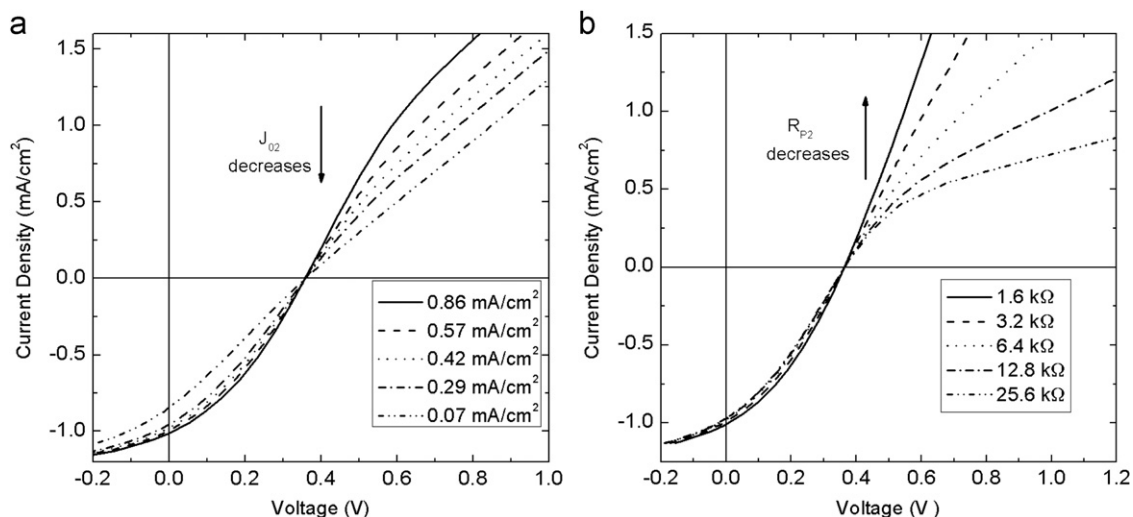 a
1.5
1.0
0.5
0.0
-0.5
-1.0
Current Density (mA/cm²)
J₀₂
decreases
0.86 mA/cm²
0.57 mA/cm²
0.42 mA/cm²
0.29 mA/cm²
0.07 mA/cm²
-0.2 0.0 0.2 0.4 0.6 0.8 1.0
Voltage (V)
b
1.5
1.0
0.5
0.0
-0.5
-1.0
Current Density (mA/cm²)
R_P2
decreases
1.6 kΩ
3.2 kΩ
6.4 kΩ
12.8 kΩ
25.6 kΩ
-0.2 0.0 0.2 0.4 0.6 0.8 1.0 1.2
Voltage (V )